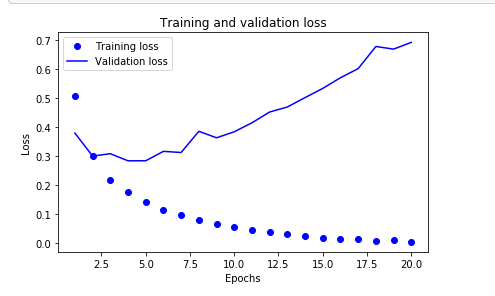 Training and validation loss
Training loss
Validation loss
0.7
0.6
0.5
0.4
0.3
0.2
0.1
0.0
Loss
2.5 5.0 7.5 10.0 12.5 15.0 17.5 20.0
Epochs